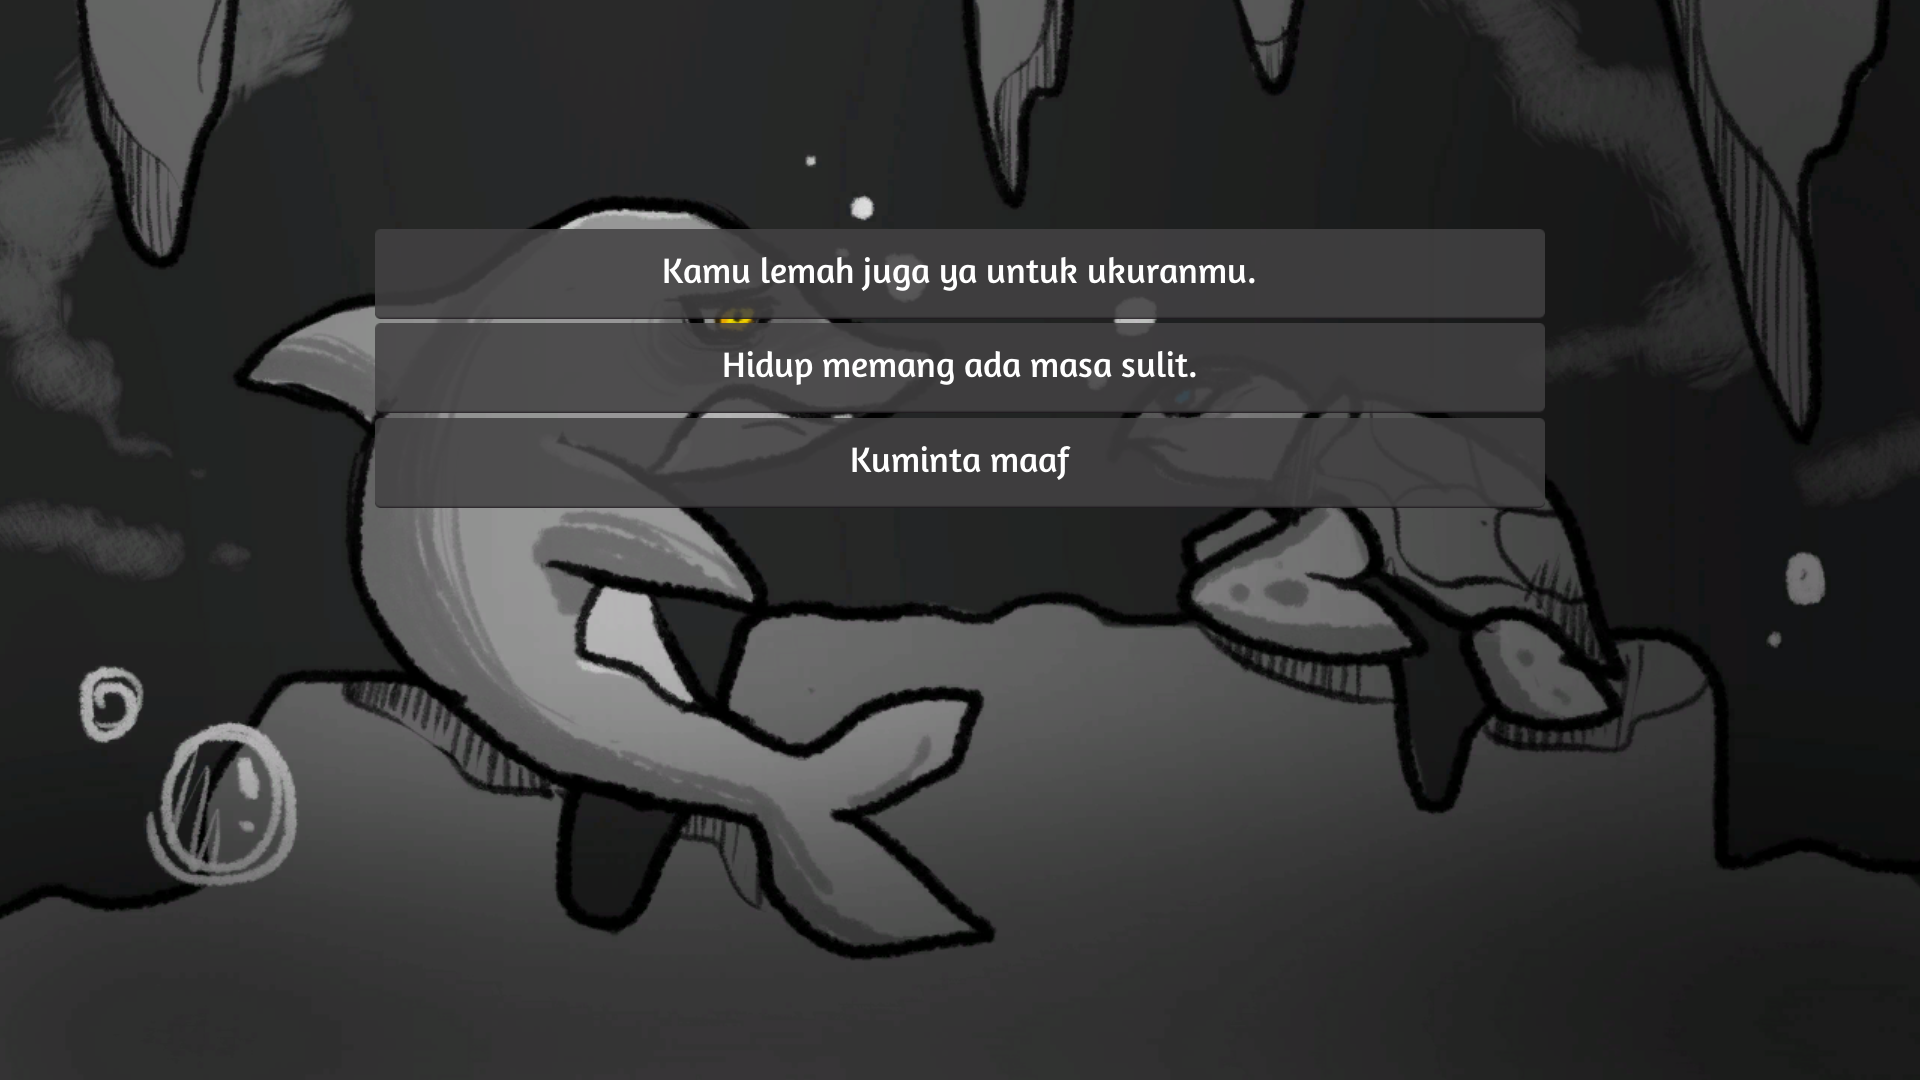 Kamu lemah juga ya untuk ukuranmu.
Hidup memang ada masa sulit.
Kuminta maaf